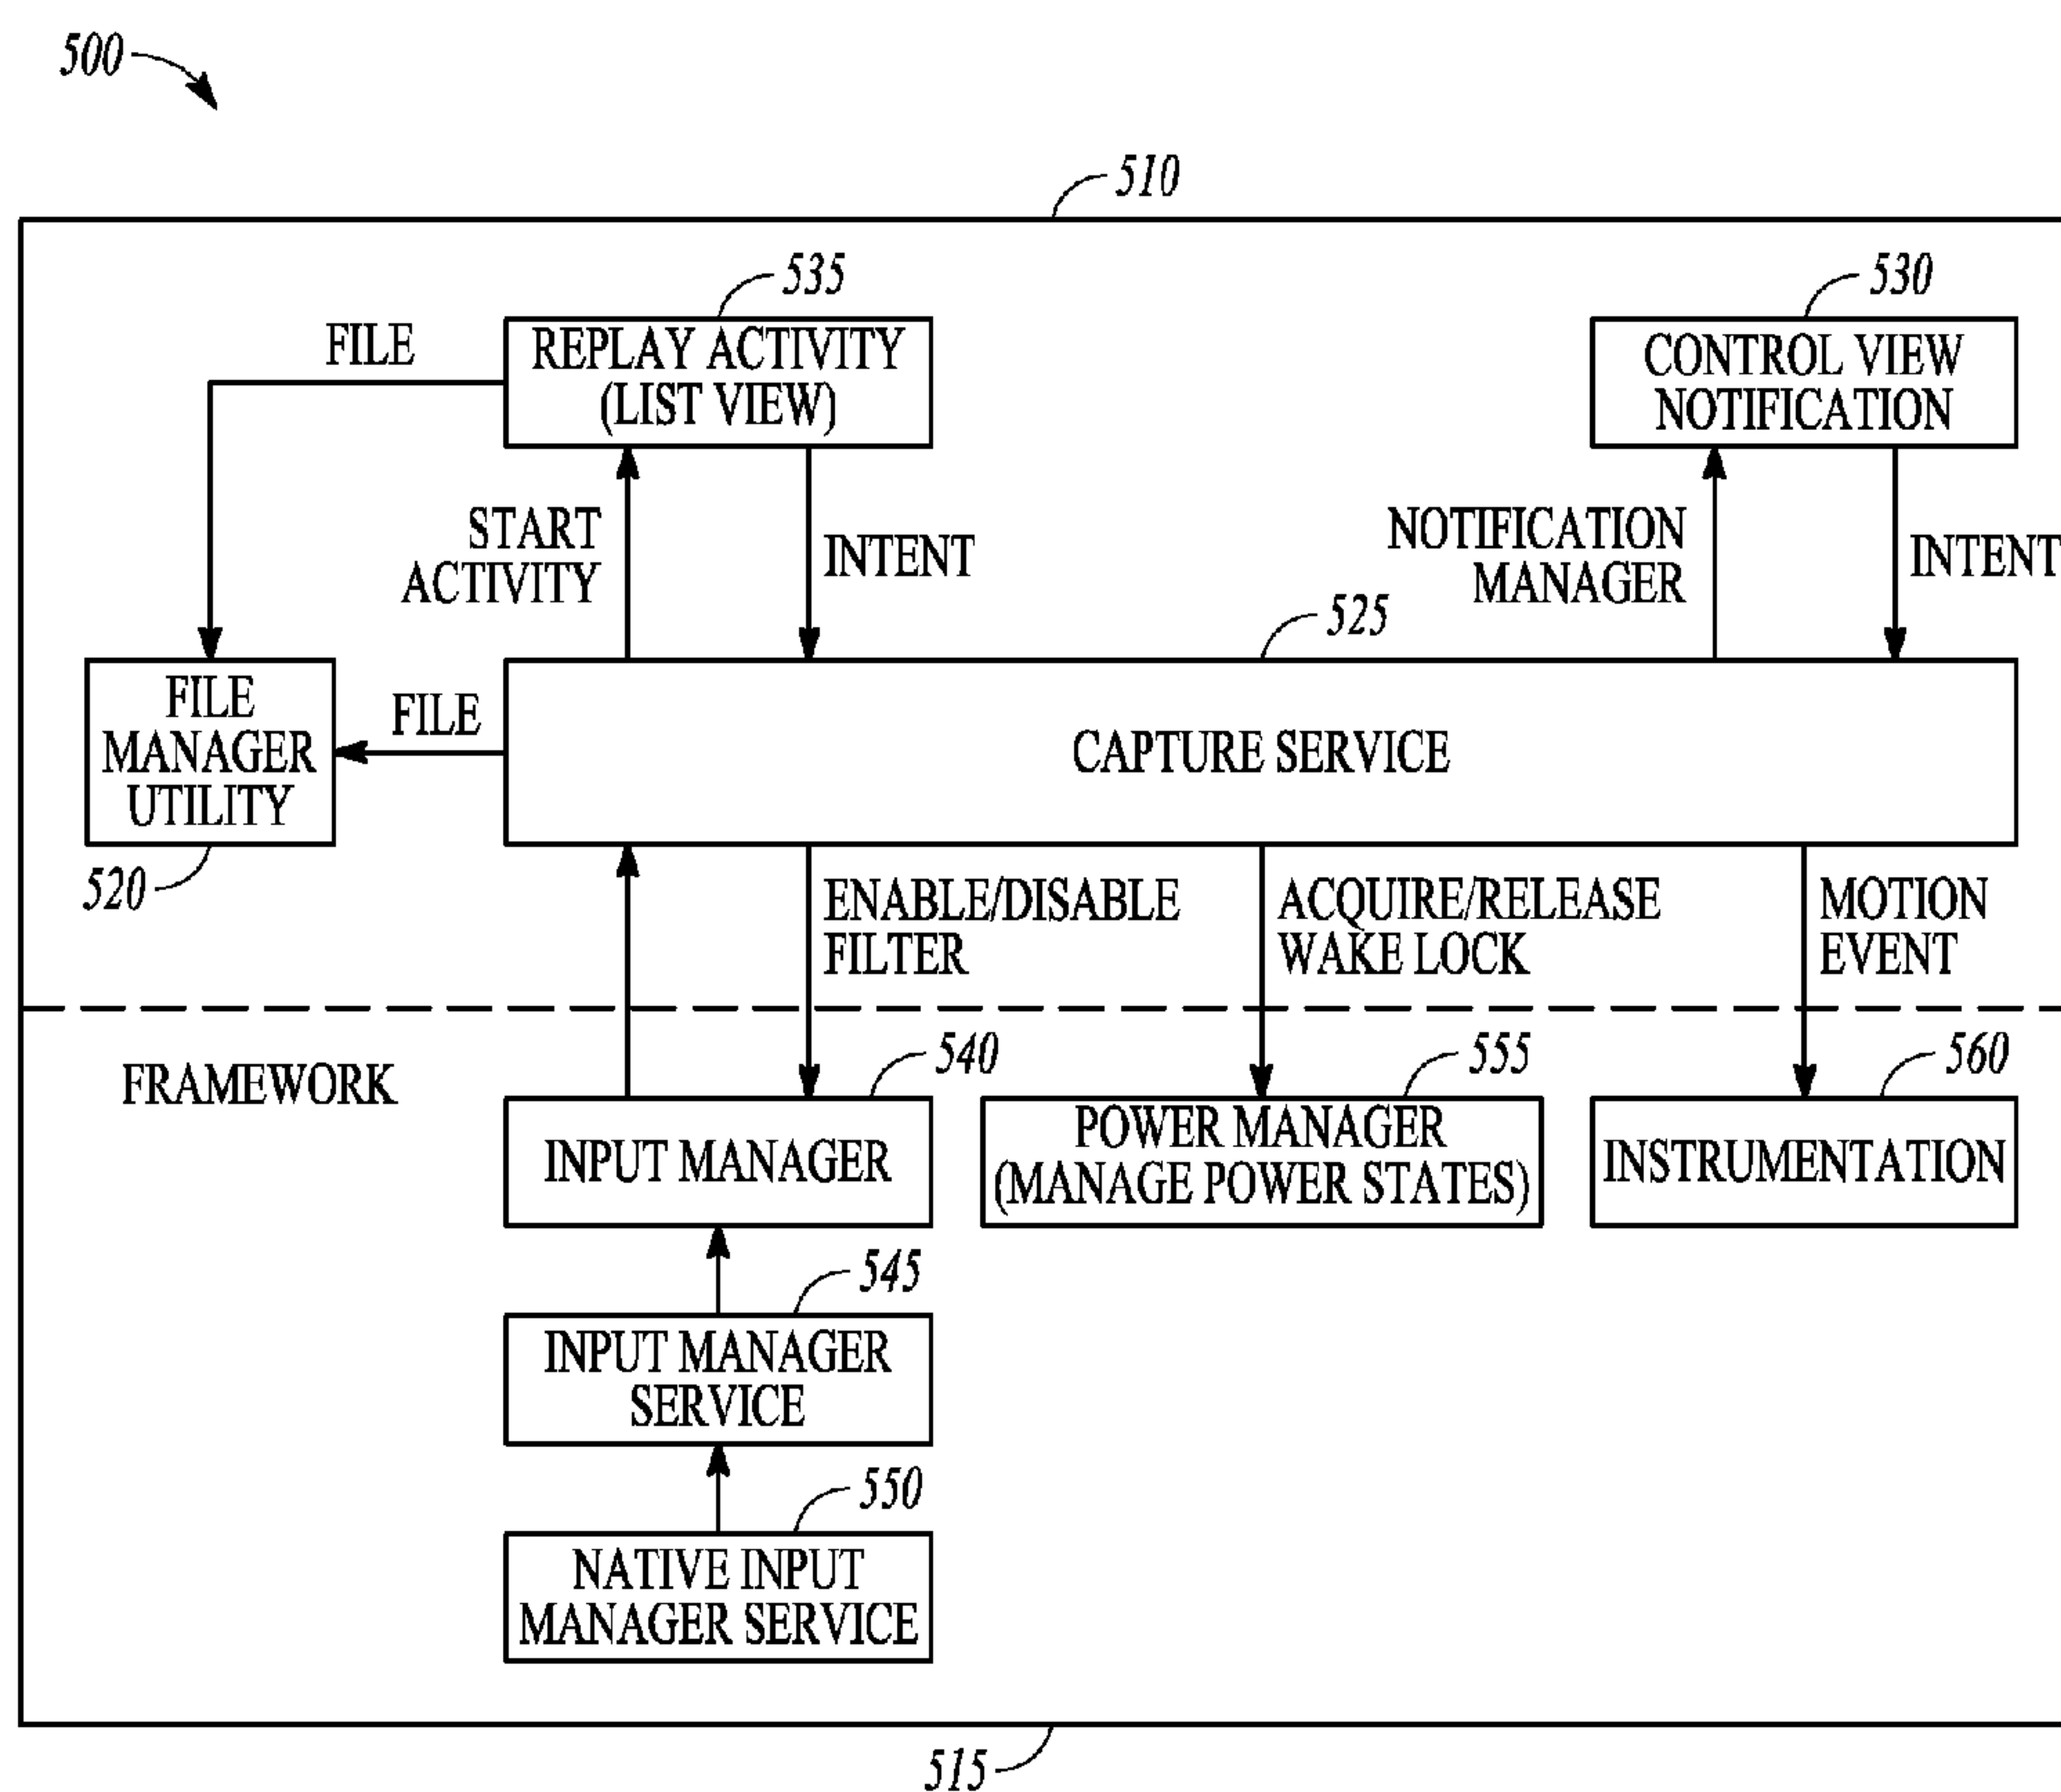 500
510
535
530
FILE
REPLAY ACTIVITY
(LIST VIEW)
CONTROL VIEW
NOTIFICATION
START
ACTIVITY
INTENT
NOTIFICATION
MANAGER
INTENT
525
FILE
MANAGER
UTILITY
FILE
CAPTURE SERVICE
520
ENABLE/DISABLE
FILTER
ACQUIRE/RELEASE
WAKE LOCK
MOTION
EVENT
FRAMEWORK
540
555
560
INPUT MANAGER
POWER MANAGER
(MANAGE POWER STATES)
INSTRUMENTATION
545
INPUT MANAGER
SERVICE
550
NATIVE INPUT
MANAGER SERVICE
515